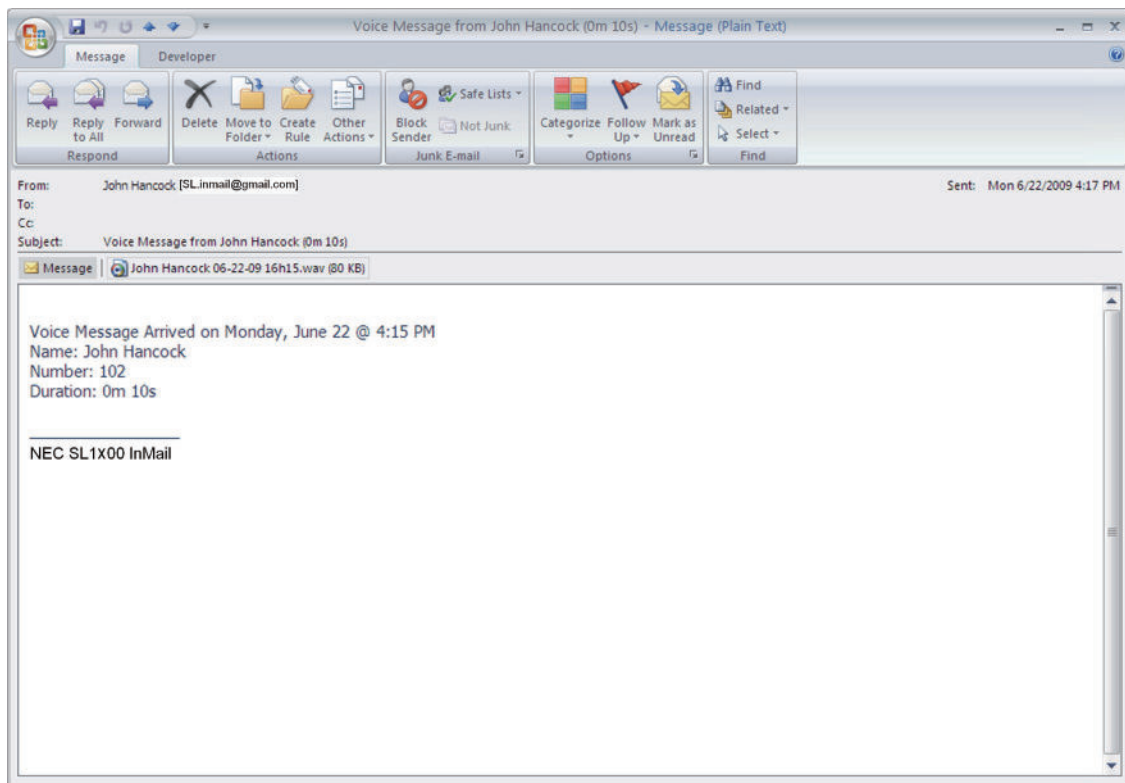 Voice Message from John Hancock (0m 10s) - Message (Plain Text)
Message Developer
Reply
Reply to All
Forward
Respond
Delete
Move to Folder
Create Rule
Other Actions
Actions
Block Sender
Safe Lists
Not Junk
Junk E-mail
Categorize
Follow Up
Mark as Unread
Options
Find
Related
Select
Find
From: John Hancock [SL.inmail@gmail.com] Sent: Mon 6/22/2009 4:17 PM
To:
Cc:
Subject: Voice Message from John Hancock (0m 10s)
Message John Hancock 06-22-09 16h15.wav (80 KB)
Voice Message Arrived on Monday, June 22 @ 4:15 PM
Name: John Hancock
Number: 102
Duration: 0m 10s
NEC SL1X00 InMail